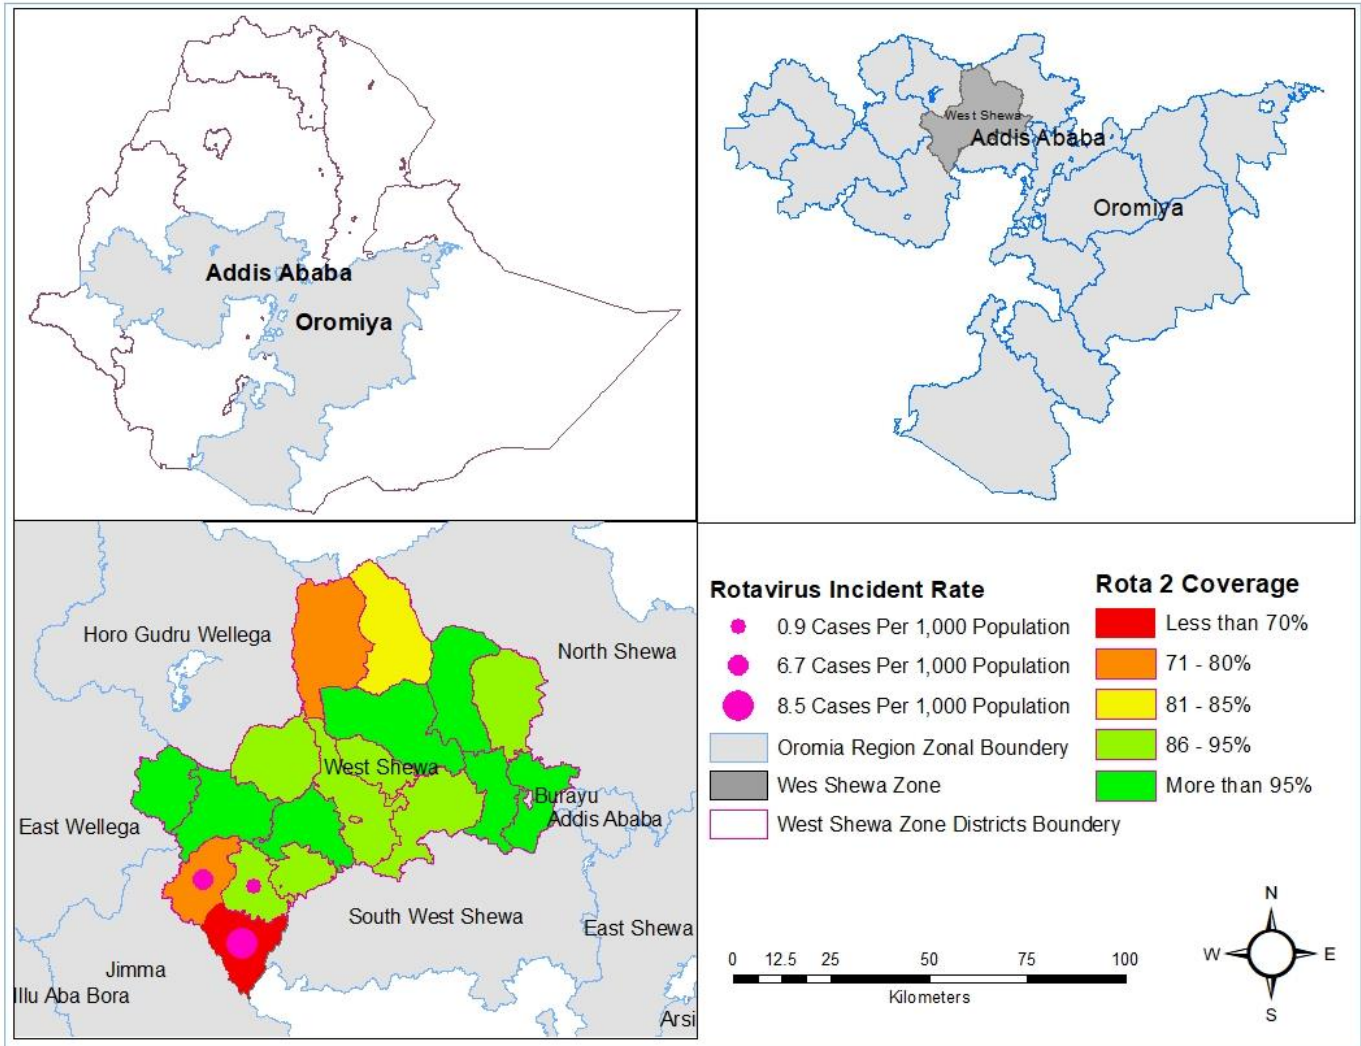 Addis Ababa
Oromiya
West Shewa
Addis Ababa
Oromiya
Horo Gudru Wellega
North Shewa
West Shewa
Burayu
Addis Ababa
East Wellega
South West Shewa
East Shewa
Jimma
Illu Aba Bora
Arsi
Rotavirus Incident Rate
0.9 Cases Per 1,000 Population
6.7 Cases Per 1,000 Population
8.5 Cases Per 1,000 Population
Oromia Region Zonal Boundary
Wes Shewa Zone
West Shewa Zone Districts Boundary
Rota 2 Coverage
Less than 70%
71 - 80%
81 - 85%
86 - 95%
More than 95%
0 12.5 25 50 75 100
Kilometers
N
W E
S